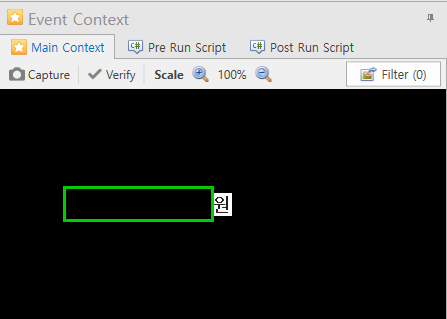 Event Context
Main Context Pre Run Script Post Run Script
Capture Verify Scale 100% Filter (0)
원